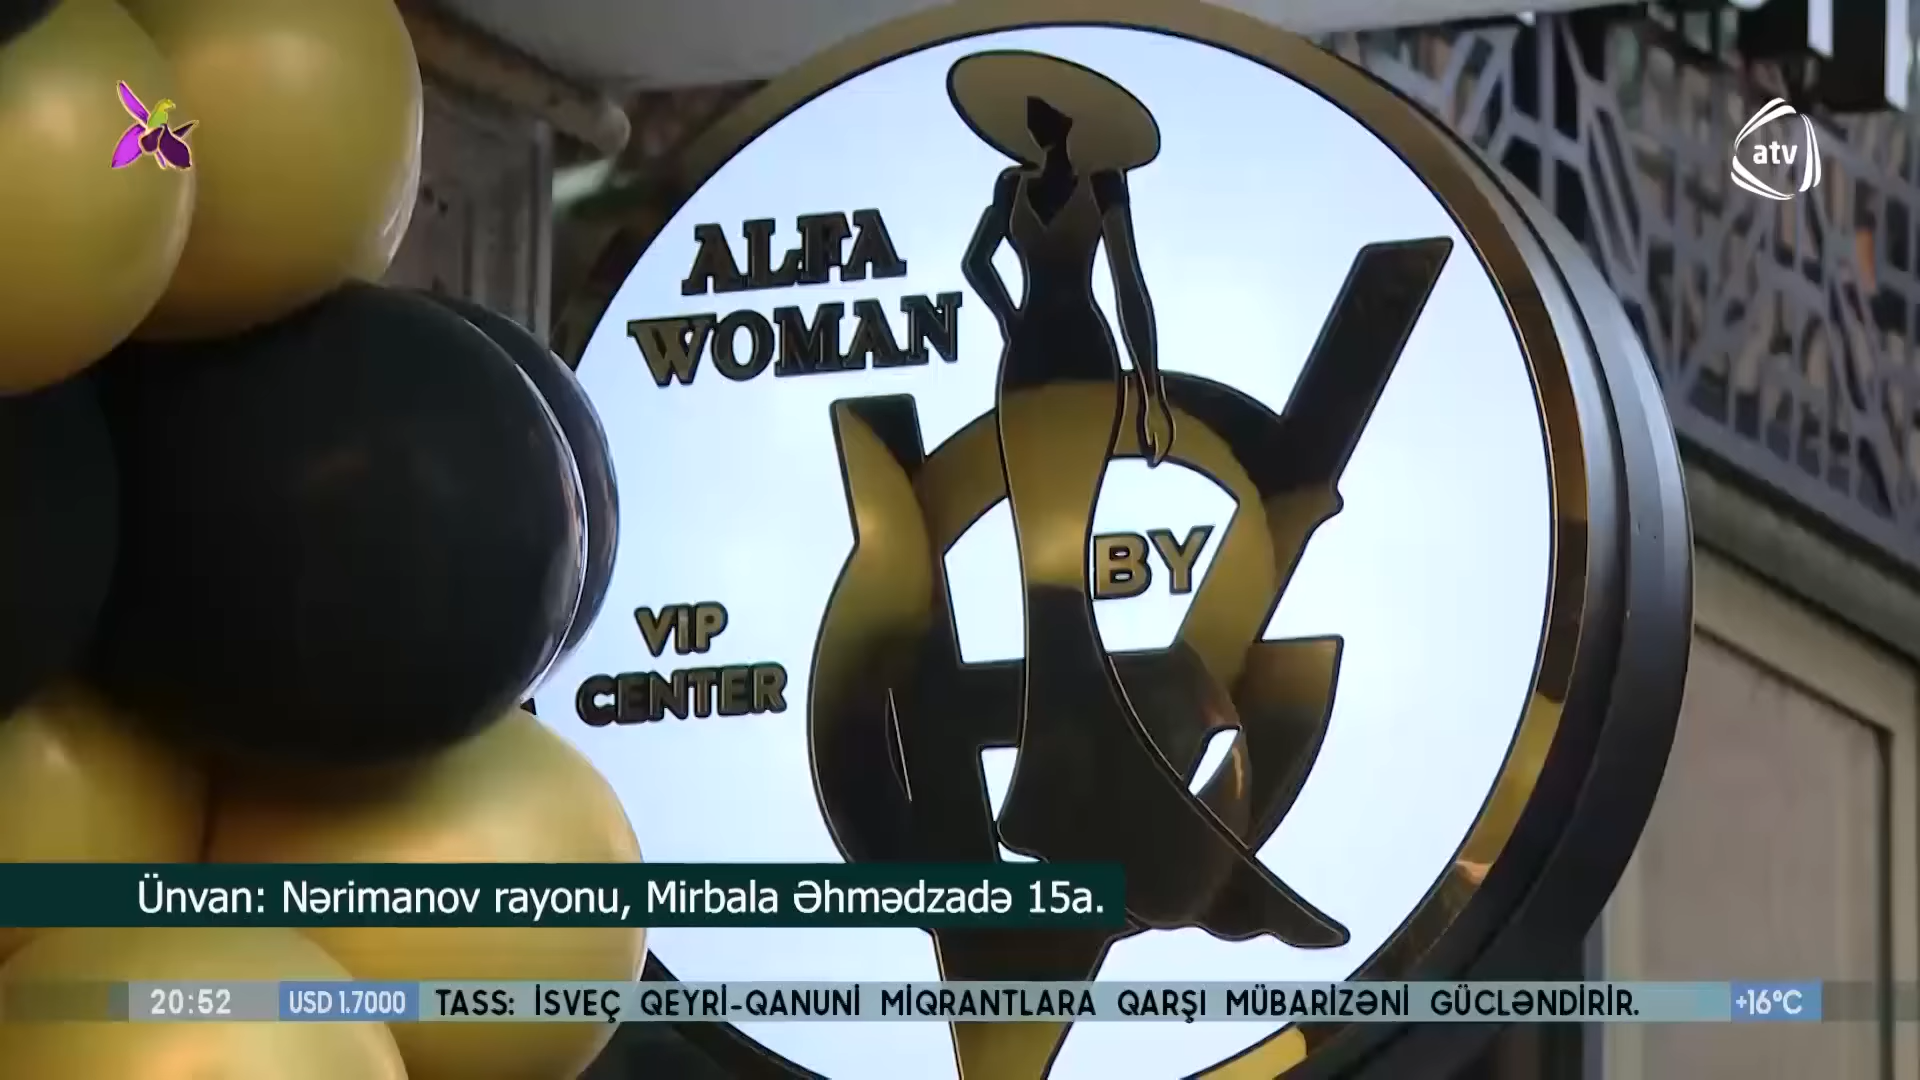 atv
ALFA
WOMAN
BY
VIP
CENTER
Ünvan: Nərimanov rayonu, Mirbala Əhmədzadə 15a.
20:52 USD 1.7000 TASS: İSVEÇ QEYRİ-QANUNİ MİQRANTLARA QARŞI MÜBARİZƏNİ GÜCLƏNDİRİR. +16°C